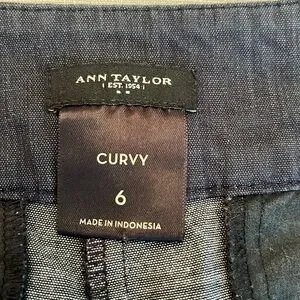 ANN TAYLOR
EST. 1954
CURVY
6
MADE IN INDONESIA